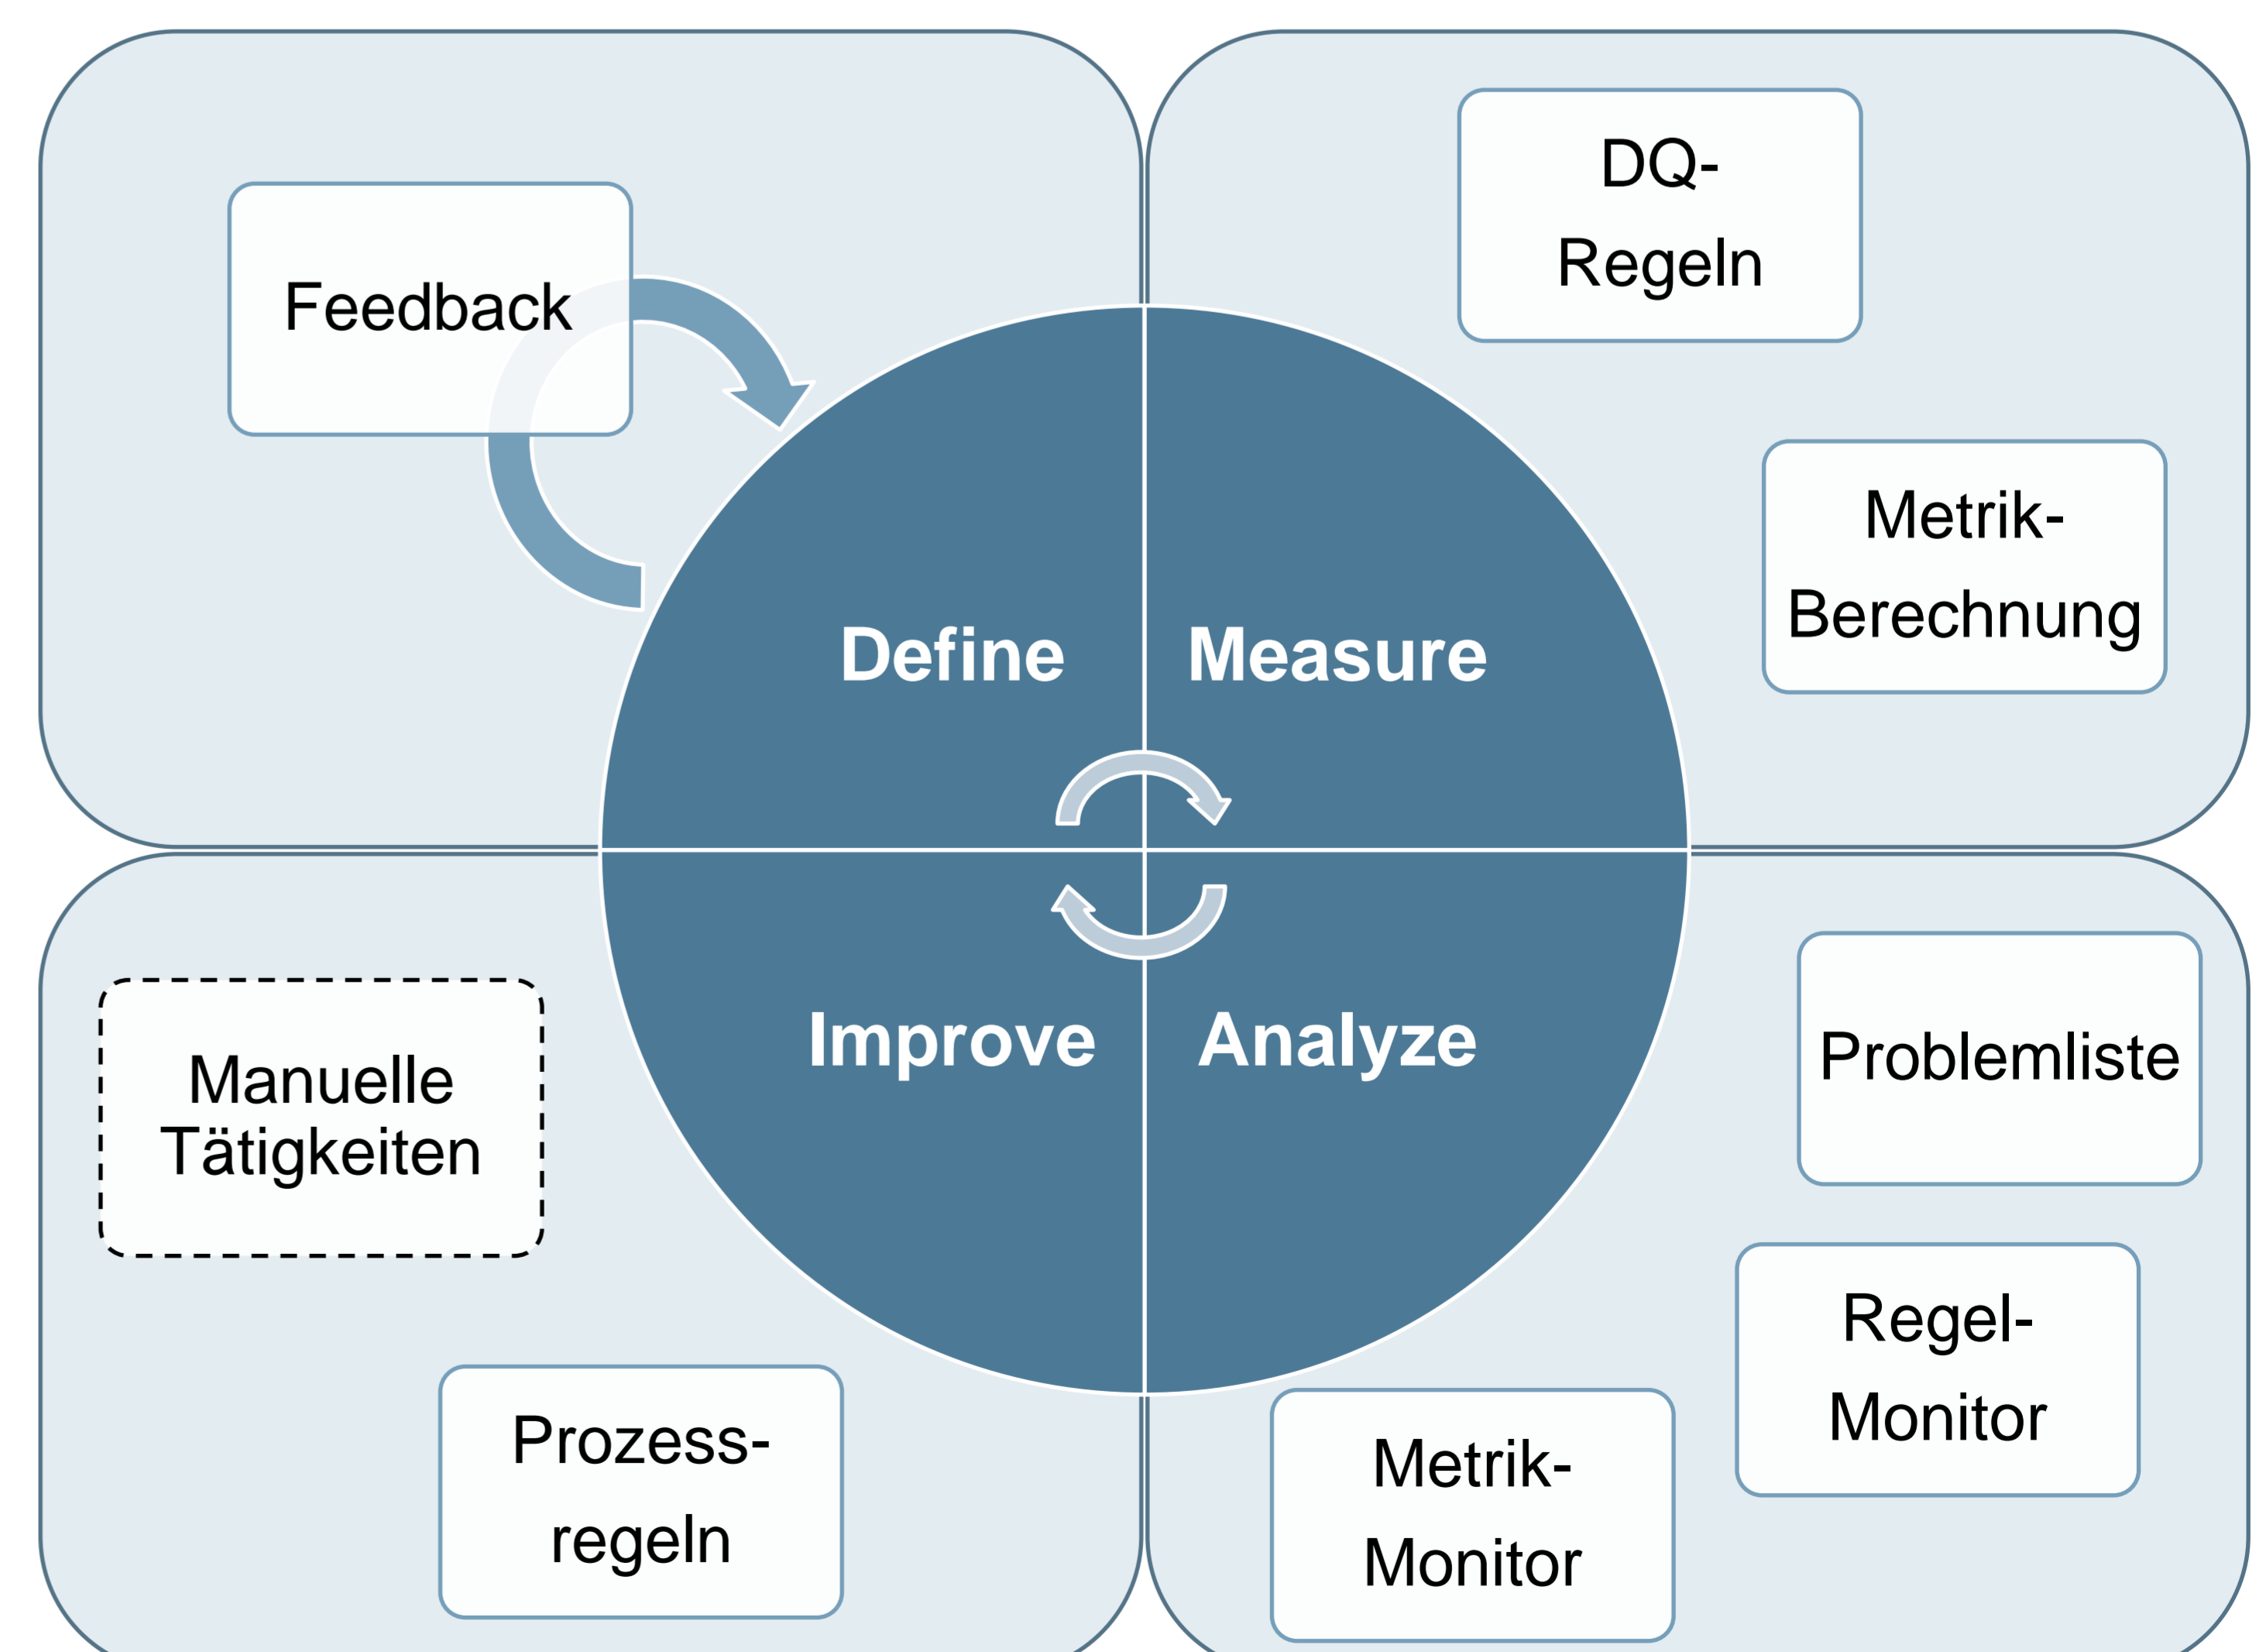 Feedback
DQ-
Regeln
Metrik-
Berechnung
Define
Measure
Improve
Analyze
Manuelle
Tätigkeiten
Prozess-
regeln
Problemliste
Regel-
Monitor
Metrik-
Monitor